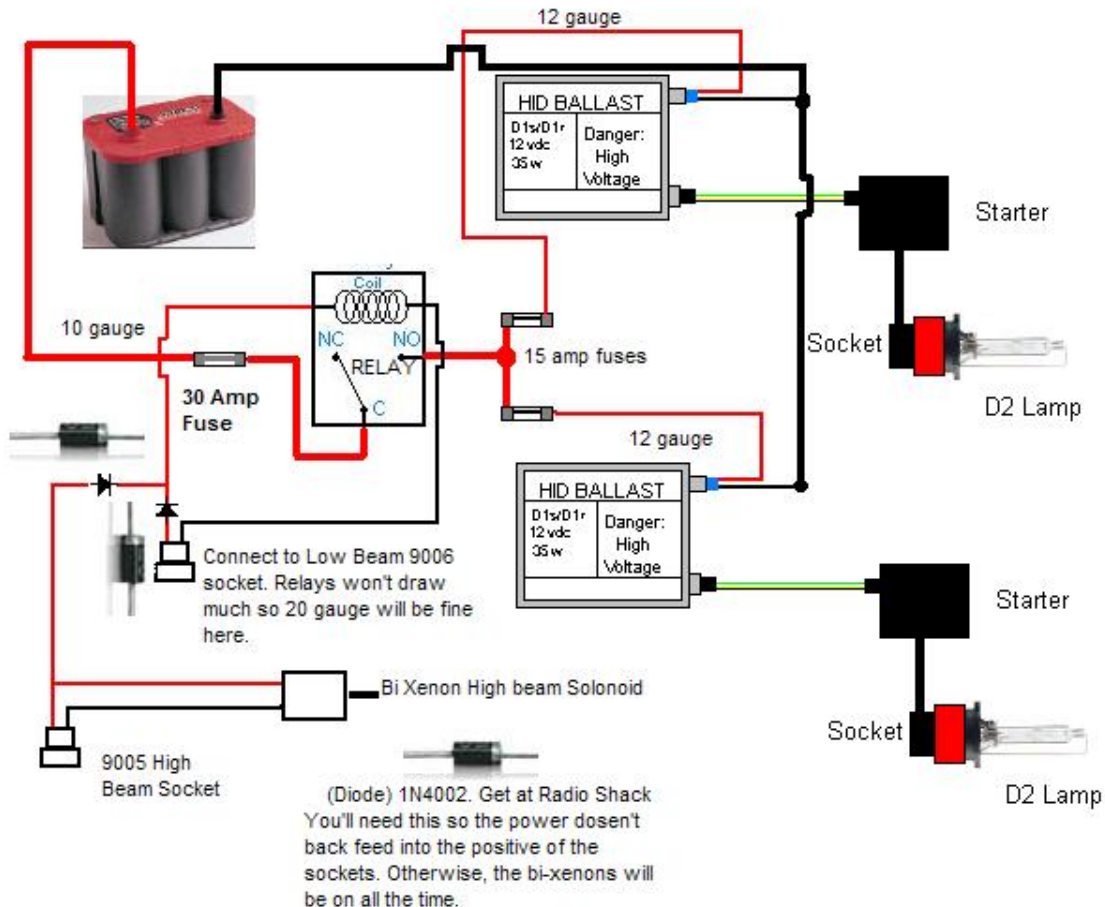 12 gauge
HID BALLAST
D1s/D1r
12 vdc
35w
Danger:
High
Voltage
Starter
Socket
D2 Lamp
10 gauge
30 Amp
Fuse
Coil
NC
NO
RELAY
C
15 amp fuses
12 gauge
HID BALLAST
D1s/D1r
12 vdc
35w
Danger:
High
Voltage
Starter
Socket
D2 Lamp
Connect to Low Beam 9006
socket. Relays won't draw
much so 20 gauge will be fine
here.
Bi Xenon High beam Solonoid
9005 High
Beam Socket
(Diode) 1N4002. Get at Radio Shack
You'll need this so the power dosen't
back feed into the positive of the
sockets. Otherwise, the bi-xenons will
be on all the time.